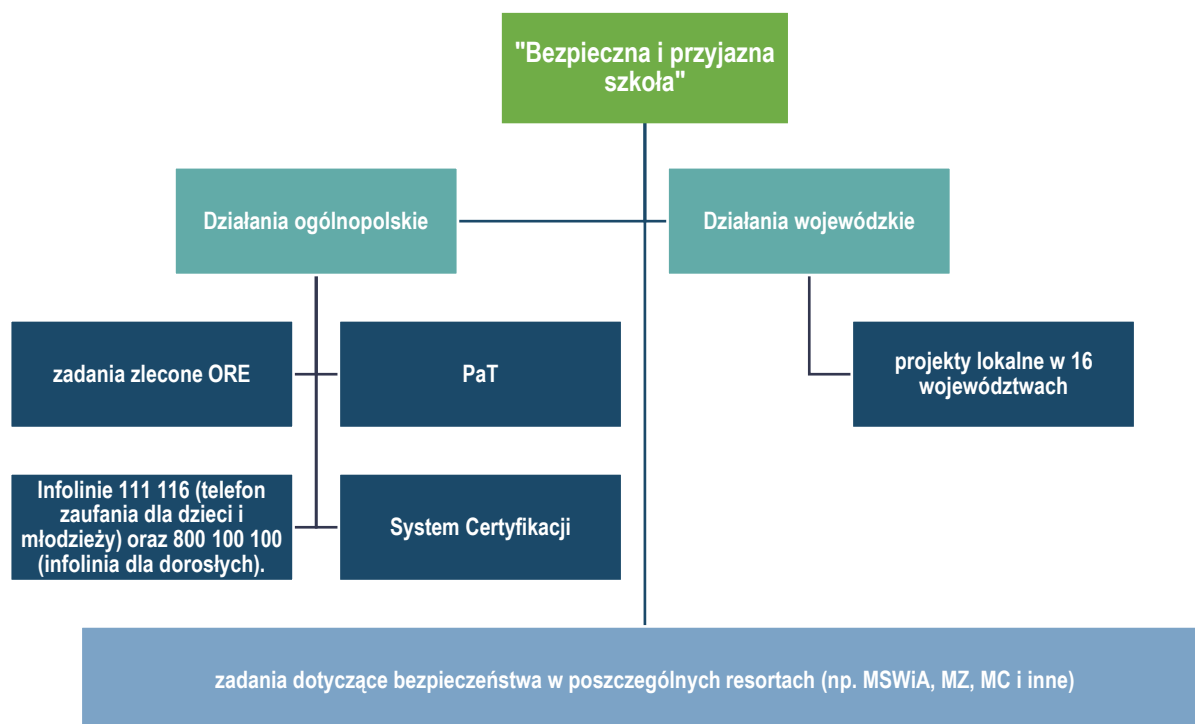 "Bezpieczna i przyjazna
szkoła"
Działania ogólnopolskie
Działania wojewódzkie
zadania zlecone ORE
PaT
projekty lokalne w 16
województwach
Infolinie 111 116 (telefon
zaufania dla dzieci i
młodzieży) oraz 800 100 100
(infolinia dla dorosłych).
System Certyfikacji
zadania dotyczące bezpieczeństwa w poszczególnych resortach (np. MSWiA, MZ, MC i inne)